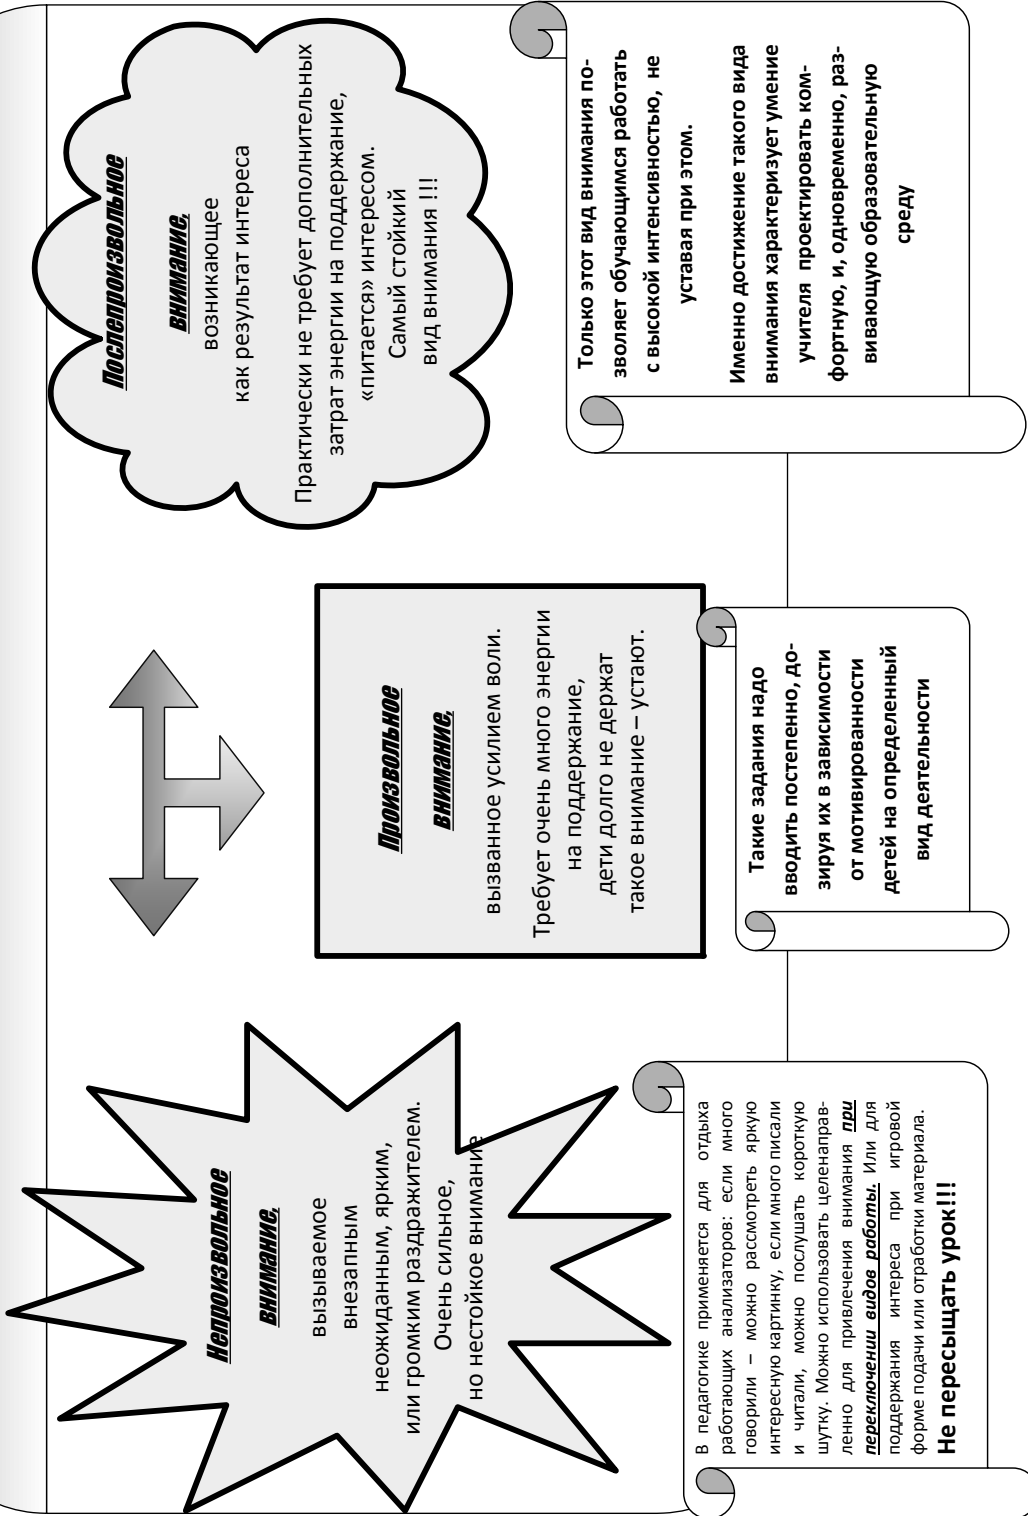 Непроизвольное
внимание,
вызываемое
внезапным
неожиданным, ярким,
или громким раздражителем.
Очень сильное,
но нестойкое внимание
Произвольное
внимание,
вызванное усилием воли.
Требует очень много энергии
на поддержание,
дети долго не держат
такое внимание – устают.
Послепроизвольное
внимание,
возникающее
как результат интереса
Практически не требует дополнительных
затрат энергии на поддержание,
«питается» интересом.
Самый стойкий
вид внимания !!!
В педагогике применяется для отдыха
работающих анализаторов: если много
говорили – можно рассмотреть яркую
интересную картинку, если много писали
и читали, можно послушать короткую
шутку. Можно использовать целенаправ-
ленно для привлечения внимания при
переключении видов работы. Или для
поддержания интереса при игровой
форме подачи или отработки материала.
Не пересыщать урок!!!
Такие задания надо
вводить постепенно, до-
зируя их в зависимости
от мотивированности
детей на определенный
вид деятельности
Только этот вид внимания по-
зволяет обучающимся работать
с высокой интенсивностью, не
уставая при этом.
Именно достижение такого вида
внимания характеризует умение
учителя проектировать ком-
фортную, и, одновременно, раз-
вивающую образовательную
среду